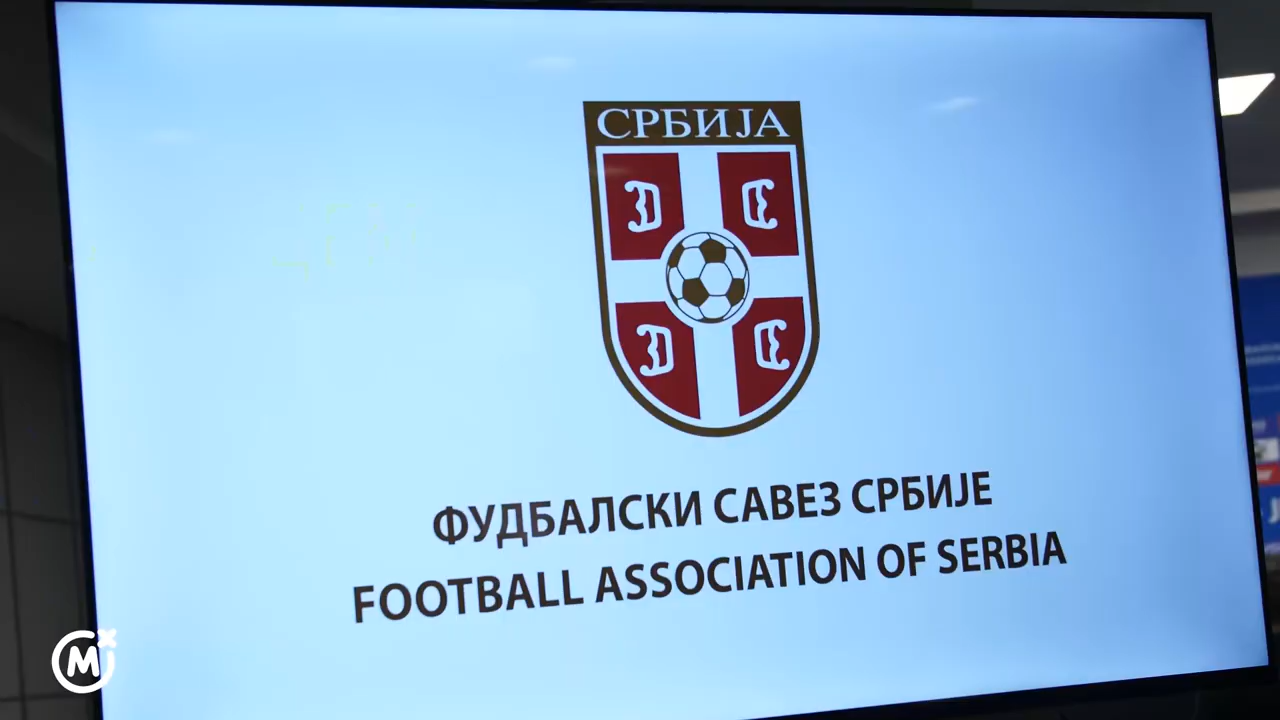 СРБИЈА
ФУДБАЛСКИ САВЕЗ СРБИЈЕ
FOOTBALL ASSOCIATION OF SERBIA
M